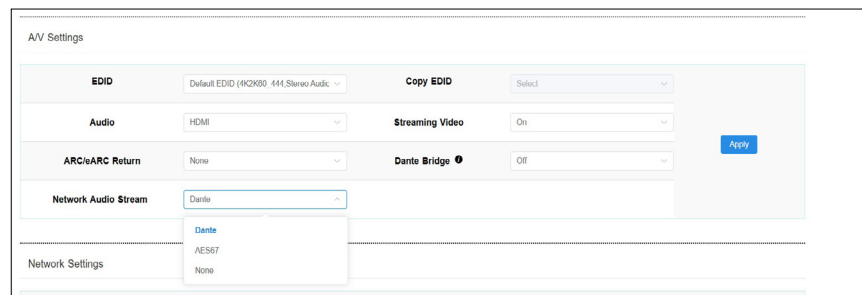 A/V Settings
EDID Default EDID (4K2K60_444,Stereo Audic Copy EDID Select
Audio HDMI Streaming Video On
Apply
ARC/eARC Return None Dante Bridge Off
Network Audio Stream Dante
Dante
AES67
None
Network Settings